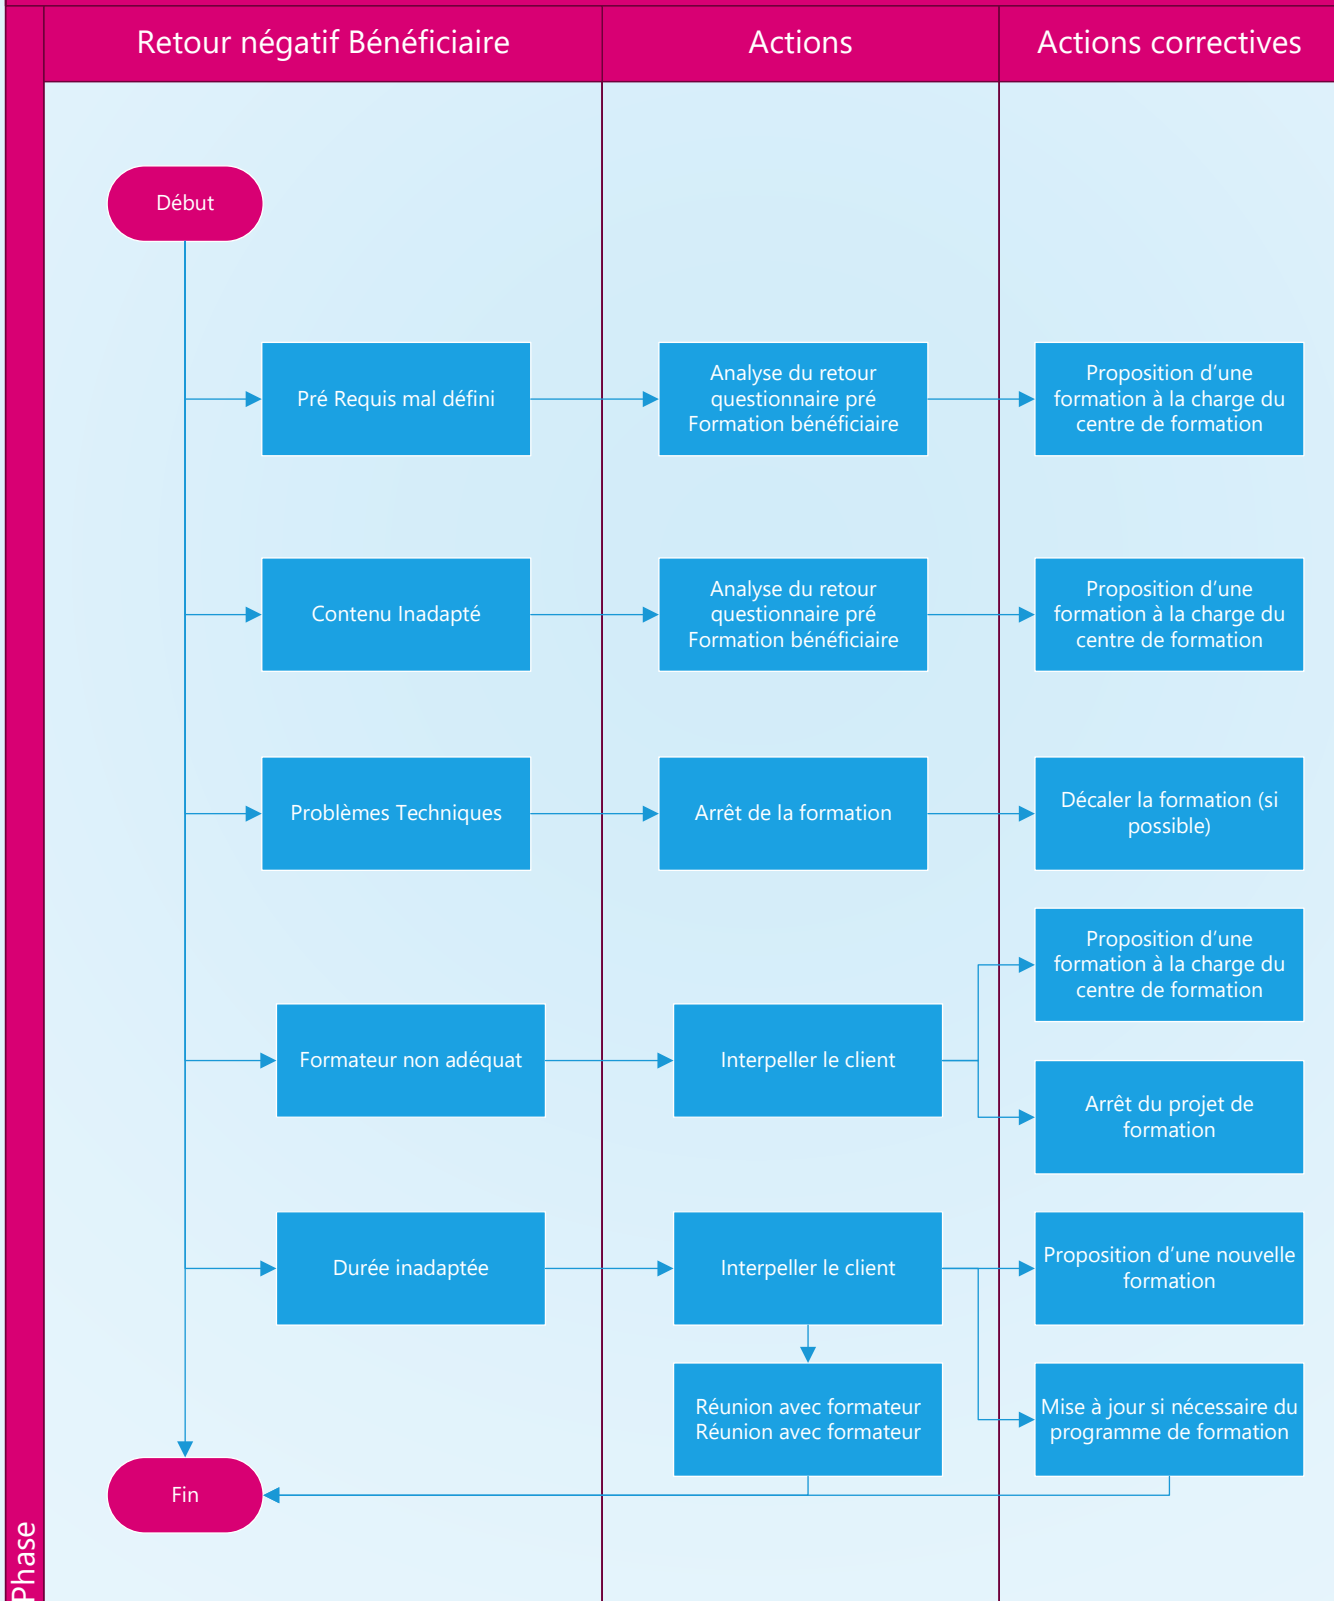 Retour négatif Bénéficiaire
Actions
Actions correctives
Début
Pré Requis mal défini
Analyse du retour
questionnaire pré
Formation bénéficiaire
Proposition d’une
formation à la charge du
centre de formation
Contenu Inadapté
Analyse du retour
questionnaire pré
Formation bénéficiaire
Proposition d’une
formation à la charge du
centre de formation
Problèmes Techniques
Arrêt de la formation
Décaler la formation (si
possible)
Formateur non adéquat
Interpeller le client
Proposition d’une
formation à la charge du
centre de formation
Arrêt du projet de
formation
Durée inadaptée
Interpeller le client
Proposition d’une nouvelle
formation
Réunion avec formateur
Réunion avec formateur
Mise à jour si nécessaire du
programme de formation
Fin
Phase